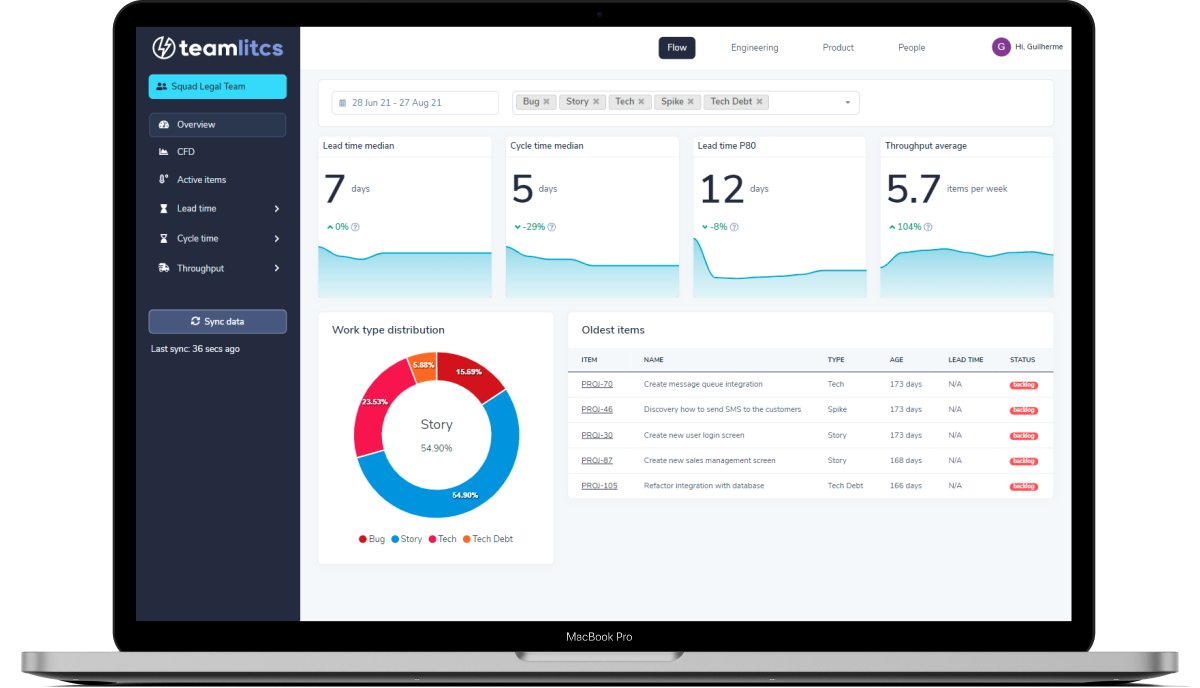 teamlitcs
Flow Engineering Product People G Hi, Guilherme
Squad Legal Team
Overview
CFD
Active items
Lead time
Cycle time
Throughput
Sync data
Last sync: 36 secs ago
28 Jun 21 - 27 Aug 21
Bug × Story × Tech × Spike × Tech Debt ×
Lead time median
7 days
0% ?
Cycle time median
5 days
-29% ?
Lead time P80
12 days
-8% ?
Throughput average
5.7 items per week
104% ?
Work type distribution
5.88%
15.69%
23.53%
Story
54.90%
54.90%
Bug Story Tech Tech Debt
Oldest items
ITEM NAME TYPE AGE LEAD TIME STATUS
PROJ-70 Create message queue integration Tech 173 days N/A backlog
PROJ-46 Discovery how to send SMS to the customers Spike 173 days N/A backlog
PROJ-30 Create new user login screen Story 173 days N/A backlog
PROJ-87 Create new sales management screen Story 168 days N/A backlog
PROJ-105 Refactor integration with database Tech Debt 166 days N/A backlog
MacBook Pro